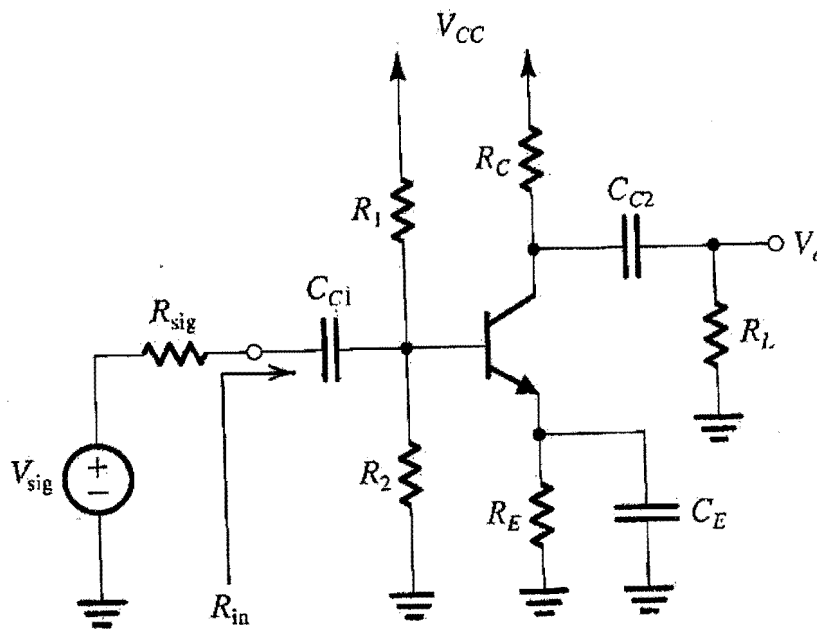 V_CC
R_C
R_1
C_C2
C_C1
R_sig
R_L
V_sig
+
−
R_2
R_E
C_E
R_in